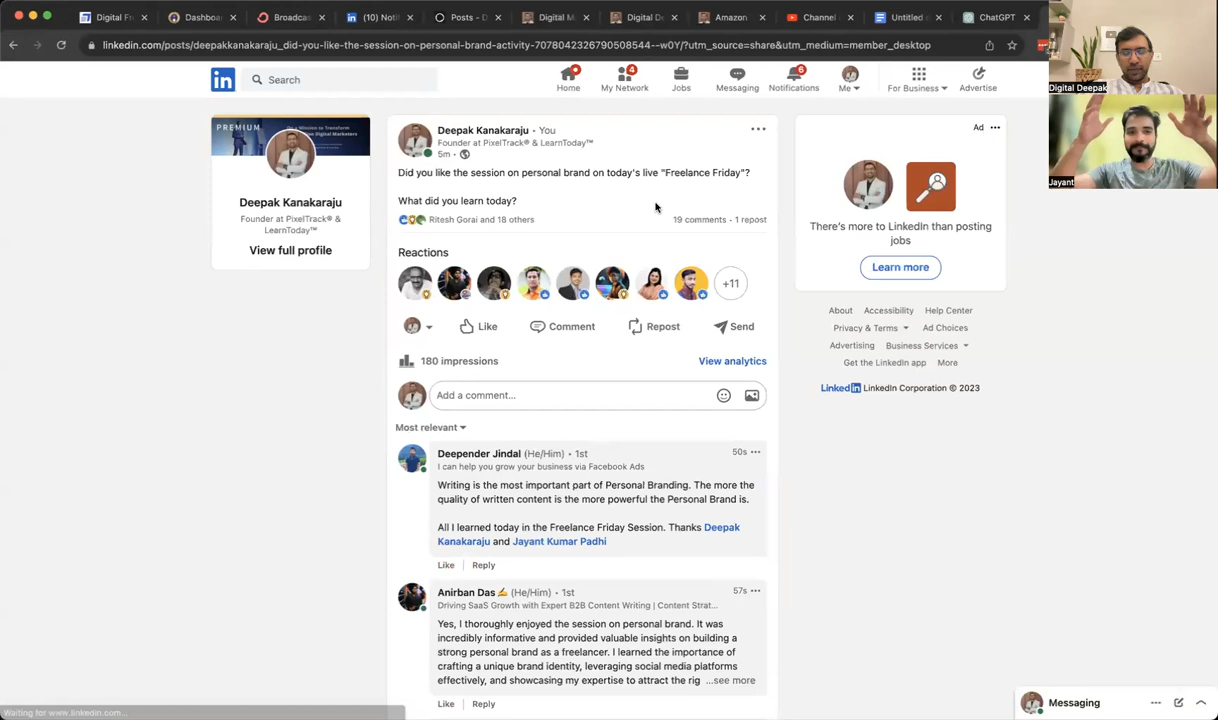 Digital Fr
Dashboa
Broadcas
(10) Noti
Posts - D
Digital M
Digital De
Amazon
Channel
Untitled
ChatGPT
linkedin.com/posts/deepakkanakaraju_did-you-like-the-session-on-personal-brand-activity-7078042326790508544--w0Y/?utm_source=share&utm_medium=member_desktop
Digital Deepak
Jayant
in
Search
Home
4
My Network
Jobs
Messaging
6
Notifications
Me
For Business
Advertise
PREMIUM
Deepak Kanakaraju
Founder at PixelTrack® &
LearnToday™
View full profile
Deepak Kanakaraju • You
Founder at PixelTrack® & LearnToday™
5m •
Did you like the session on personal brand on today's live "Freelance Friday"?
What did you learn today?
Ritesh Gorai and 18 others
19 comments • 1 repost
Reactions
+11
Like
Comment
Repost
Send
180 impressions
View analytics
Add a comment...
Most relevant
Deepender Jindal (He/Him) • 1st
50s
I can help you grow your business via Facebook Ads
Writing is the most important part of Personal Branding. The more the
quality of written content is the more powerful the Personal Brand is.
All I learned today in the Freelance Friday Session. Thanks Deepak
Kanakaraju and Jayant Kumar Padhi
Like Reply
Anirban Das✍️ (He/Him) • 1st
57s
Driving SaaS Growth with Expert B2B Content Writing | Content Strat...
Yes, I thoroughly enjoyed the session on personal brand. It was
incredibly informative and provided valuable insights on building a
strong personal brand as a freelancer. I learned the importance of
crafting a unique brand identity, leveraging social media platforms
effectively, and showcasing my expertise to attract the rig ...see more
Like Reply
Ad
There's more to LinkedIn than posting
jobs
Learn more
About Accessibility Help Center
Privacy & Terms Ad Choices
Advertising Business Services
Get the LinkedIn app More
LinkedIn LinkedIn Corporation © 2023
Messaging
Waiting for www.linkedin.com...